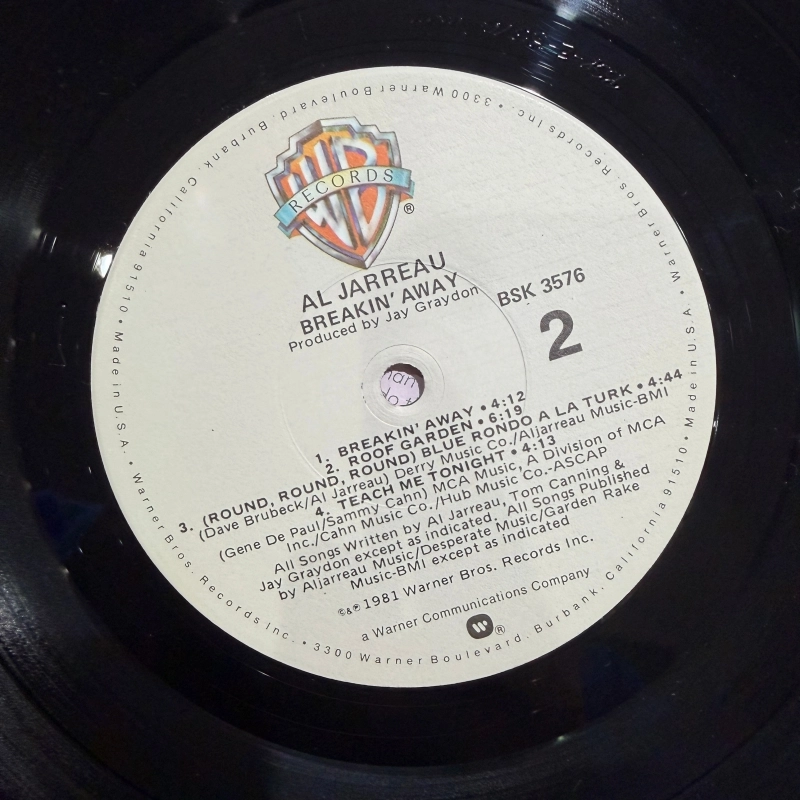 WB
RECORDS
®
AL JARREAU
BREAKIN' AWAY
Produced by Jay Graydon
BSK 3576
2
1. BREAKIN' AWAY • 4:12
2. ROOF GARDEN • 6:19
3. (ROUND, ROUND, ROUND) BLUE RONDO A LA TURK • 4:44
(Dave Brubeck/Al Jarreau) Derry Music Co./Aljarreau Music-BMI
4. TEACH ME TONIGHT • 4:13
(Gene De Paul/Sammy Cahn) MCA Music, A Division of MCA
Inc./Cahn Music Co./Hub Music Co.-ASCAP
All Songs Written by Al Jarreau, Tom Canning &
Jay Graydon except as indicated. All Songs Published
by Aljarreau Music/Desperate Music/Garden Rake
Music-BMI except as indicated
©&℗ 1981 Warner Bros. Records Inc.
a Warner Communications Company
®
Made in U.S.A. • Warner Bros. Records Inc. • 3300 Warner Boulevard, Burbank, California 91510 • Made in U.S.A. • Warner Bros. Records Inc. • 3300 Warner Boulevard, Burbank, California 91510 •